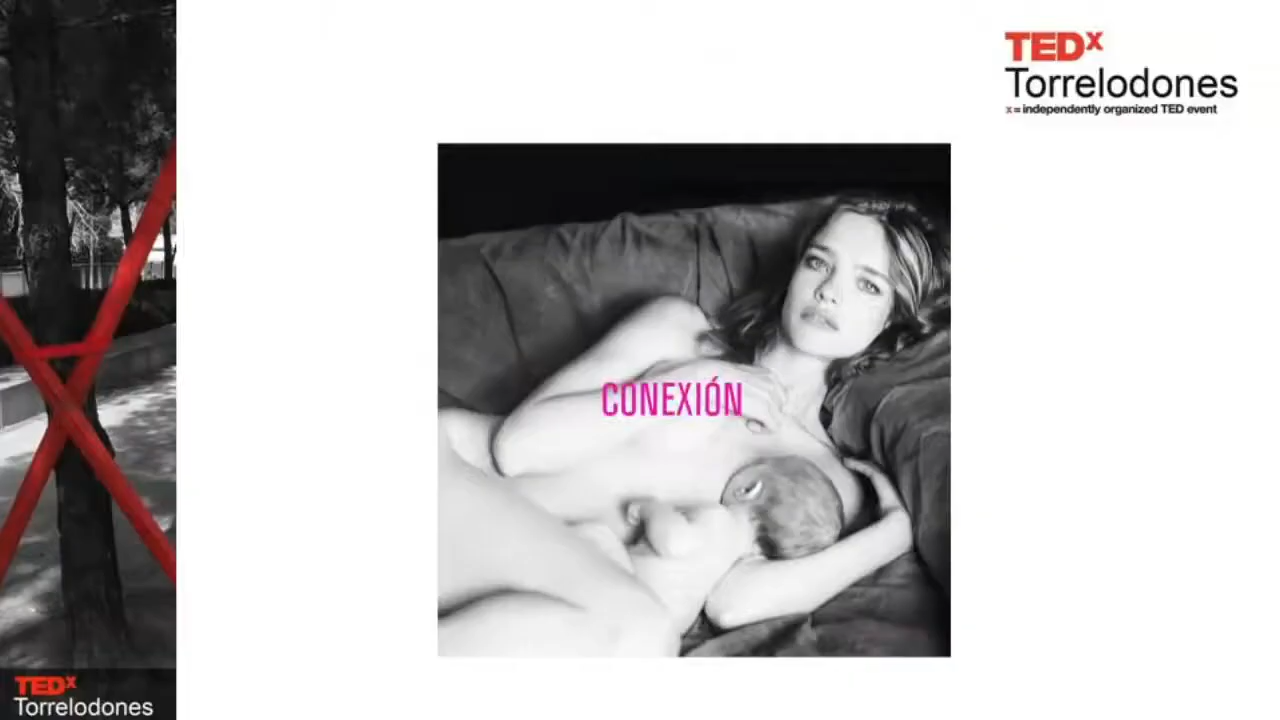 TEDx
Torrelodones
x = independently organized TED event
CONEXIÓN
TEDx
Torrelodones